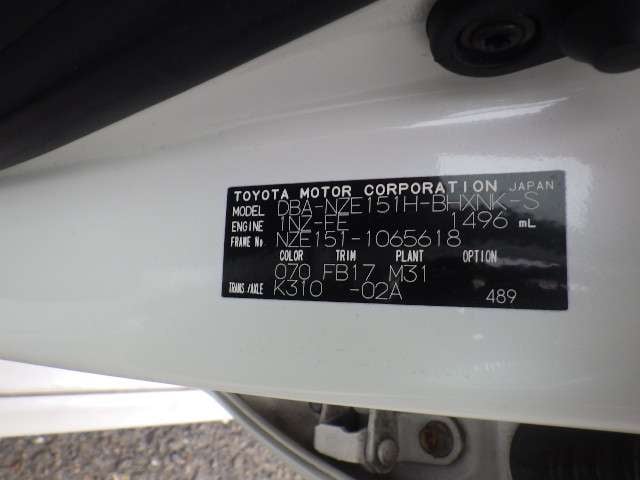 TOYOTA MOTOR CORPORATION JAPAN
MODEL DBA-NZE151H-BHXNK-S
ENGINE 1NZ-FE 1496 mL
FRAME No. NZE151-1065618
COLOR TRIM PLANT OPTION
070 FB17 M31
TRANS/AXLE K310 -02A 489